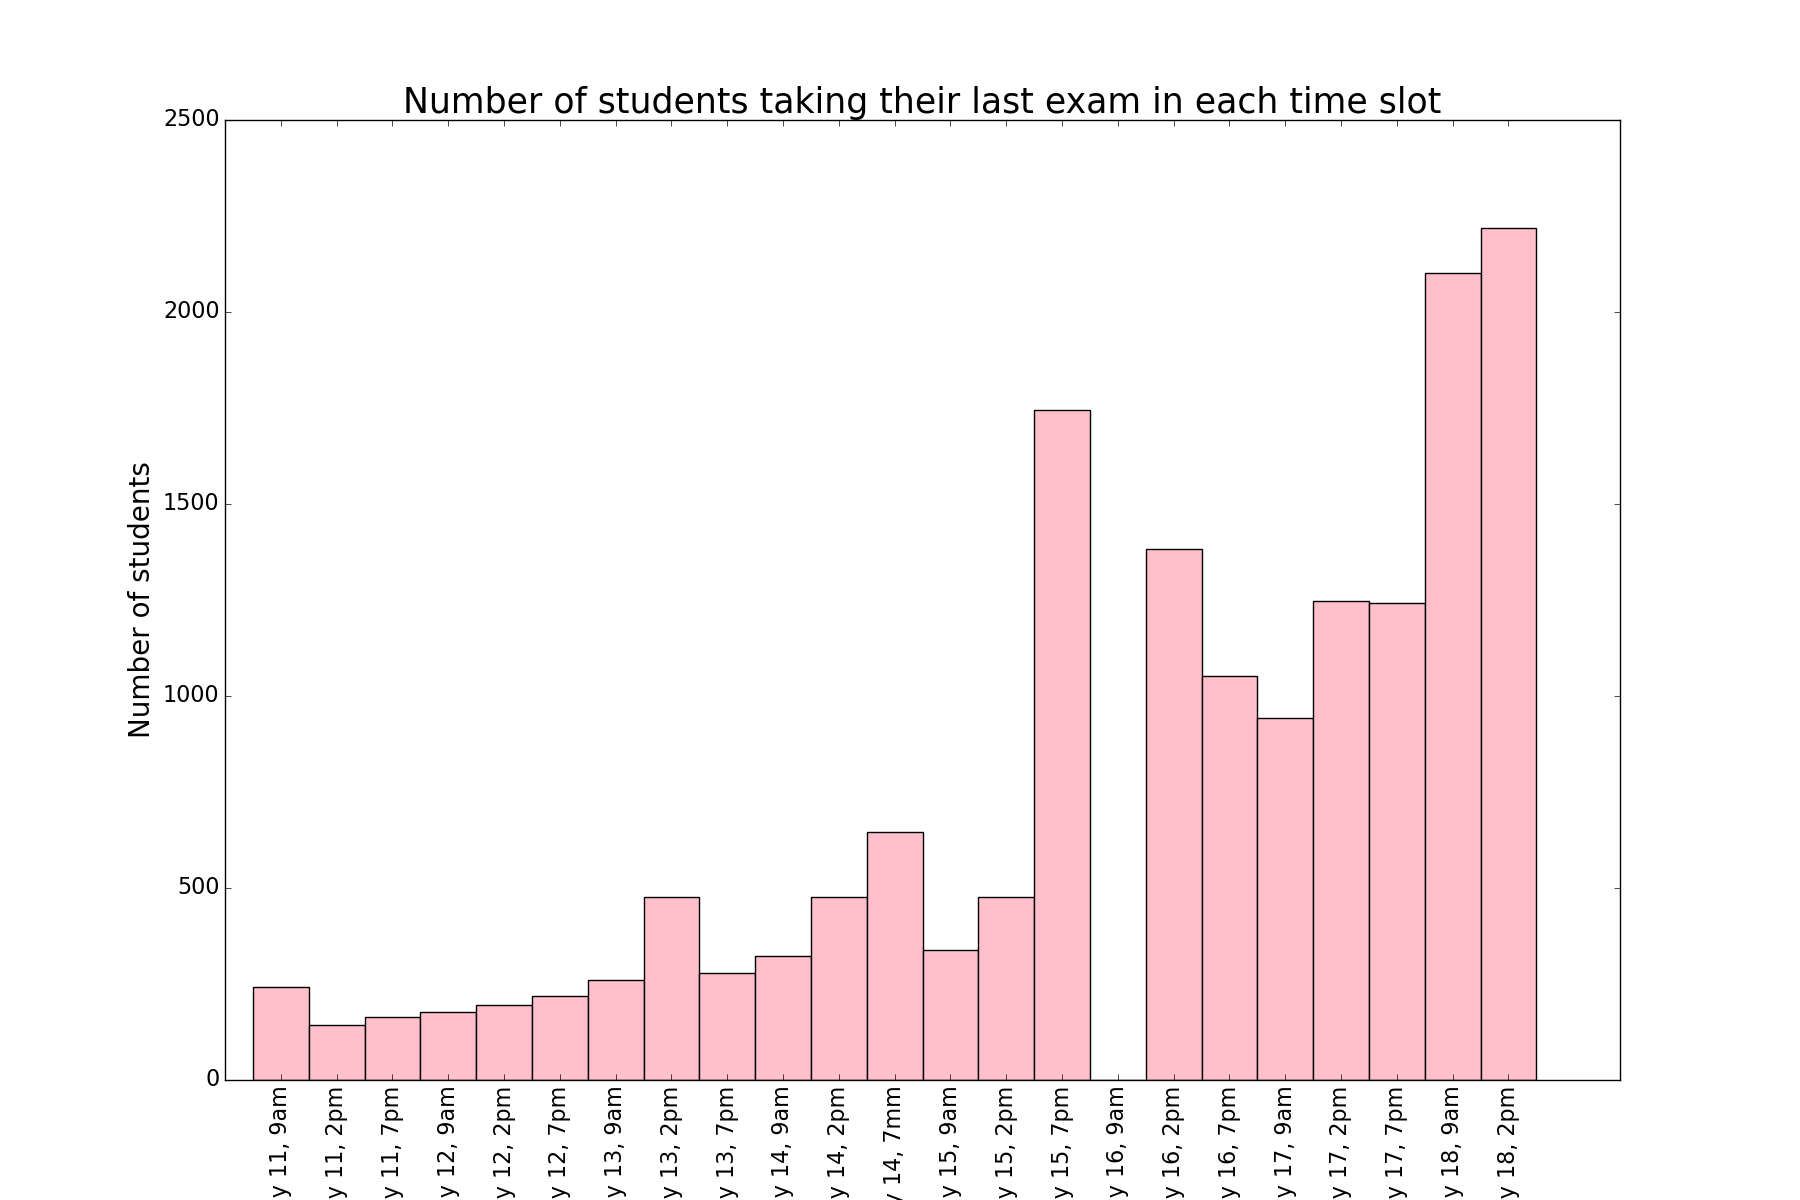 Number of students taking their last exam in each time slot
Number of students
2500
2000
1500
1000
500
0
y 11, 9am
y 11, 2pm
y 11, 7pm
y 12, 9am
y 12, 2pm
y 12, 7pm
y 13, 9am
y 13, 2pm
y 13, 7pm
y 14, 9am
y 14, 2pm
y 14, 7mm
y 15, 9am
y 15, 2pm
y 15, 7pm
y 16, 9am
y 16, 2pm
y 16, 7pm
y 17, 9am
y 17, 2pm
y 17, 7pm
y 18, 9am
y 18, 2pm